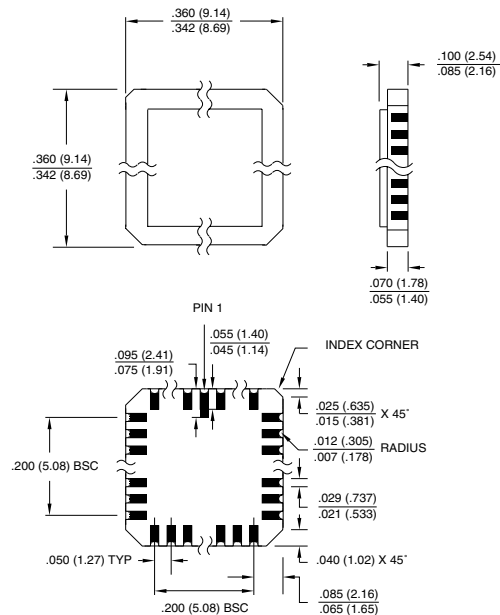 .360 (9.14)
.342 (8.69)
.100 (2.54)
.085 (2.16)
.360 (9.14)
.342 (8.69)
.070 (1.78)
.055 (1.40)
PIN 1
.055 (1.40)
.045 (1.14)
INDEX CORNER
.095 (2.41)
.075 (1.91)
.025 (.635)
.015 (.381)
X 45°
.012 (.305)
.007 (.178)
RADIUS
.200 (5.08) BSC
.029 (.737)
.021 (.533)
.050 (1.27) TYP
.040 (1.02) X 45°
.085 (2.16)
.065 (1.65)
.200 (5.08) BSC